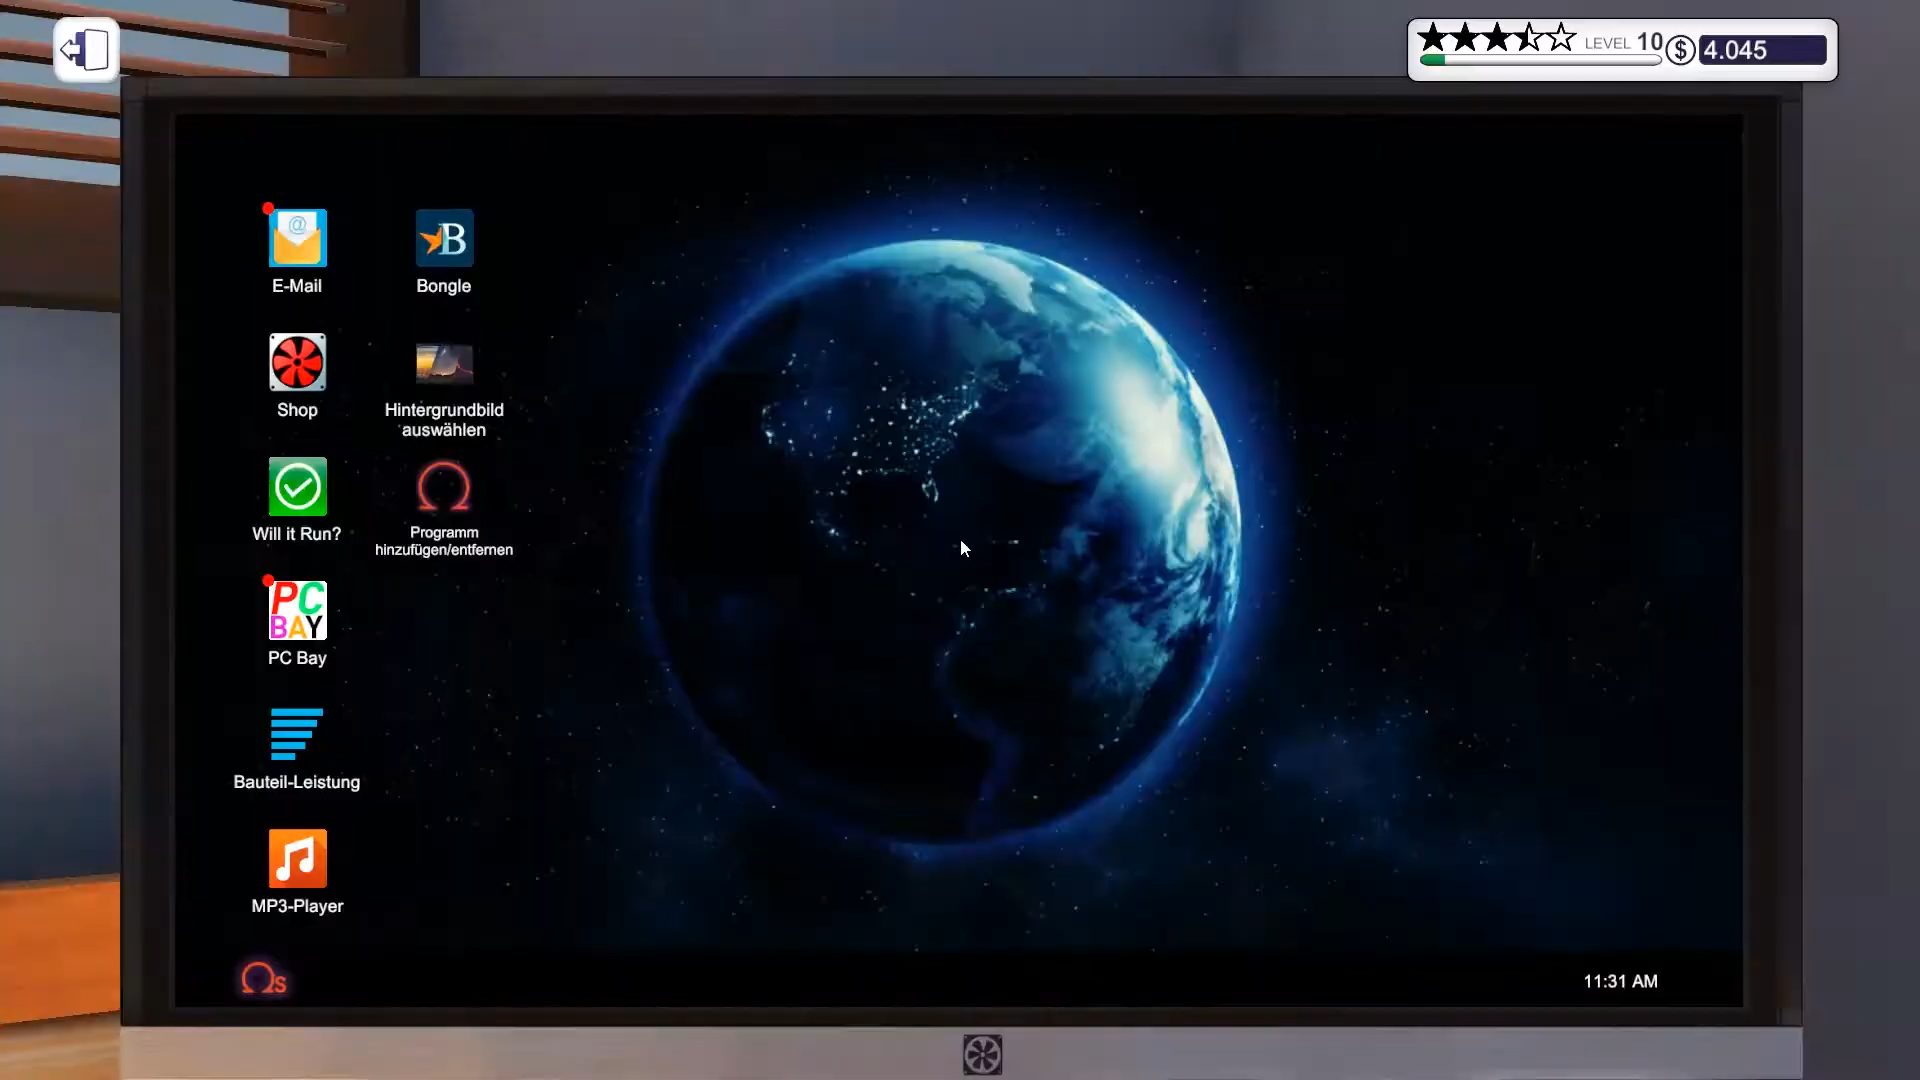 LEVEL 10
$ 4.045
@
B
E-Mail
Bongle
Shop
Hintergrundbild
auswählen
Will it Run?
Programm
hinzufügen/entfernen
PC
BAY
PC Bay
Bauteil-Leistung
MP3-Player
Ωs
11:31 AM